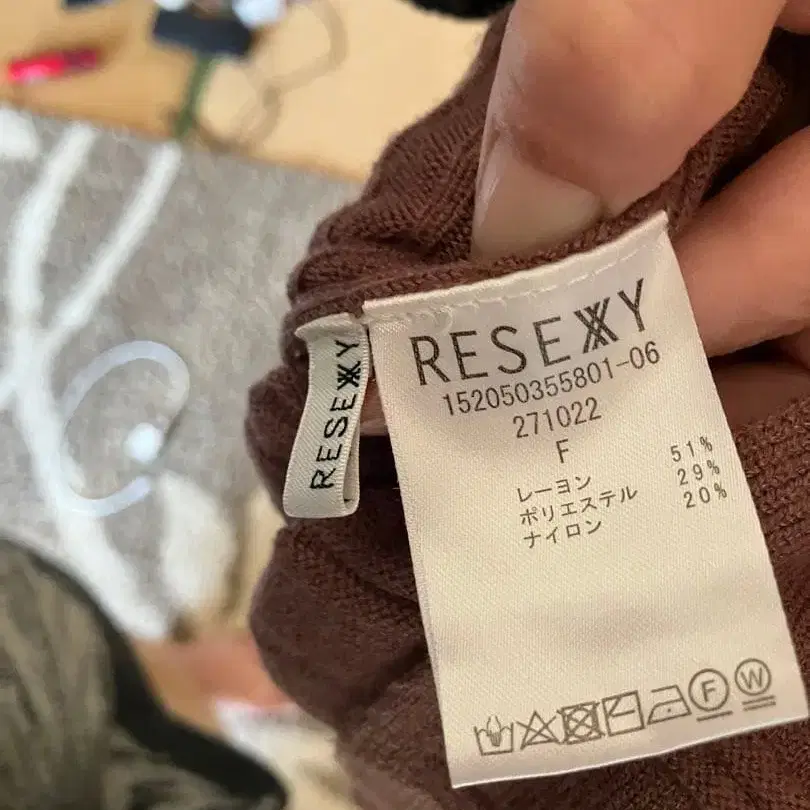 RESEXXY
RESEXXY
152050355801-06
271022
F
レーヨン 51%
ポリエステル 29%
ナイロン 20%
F W